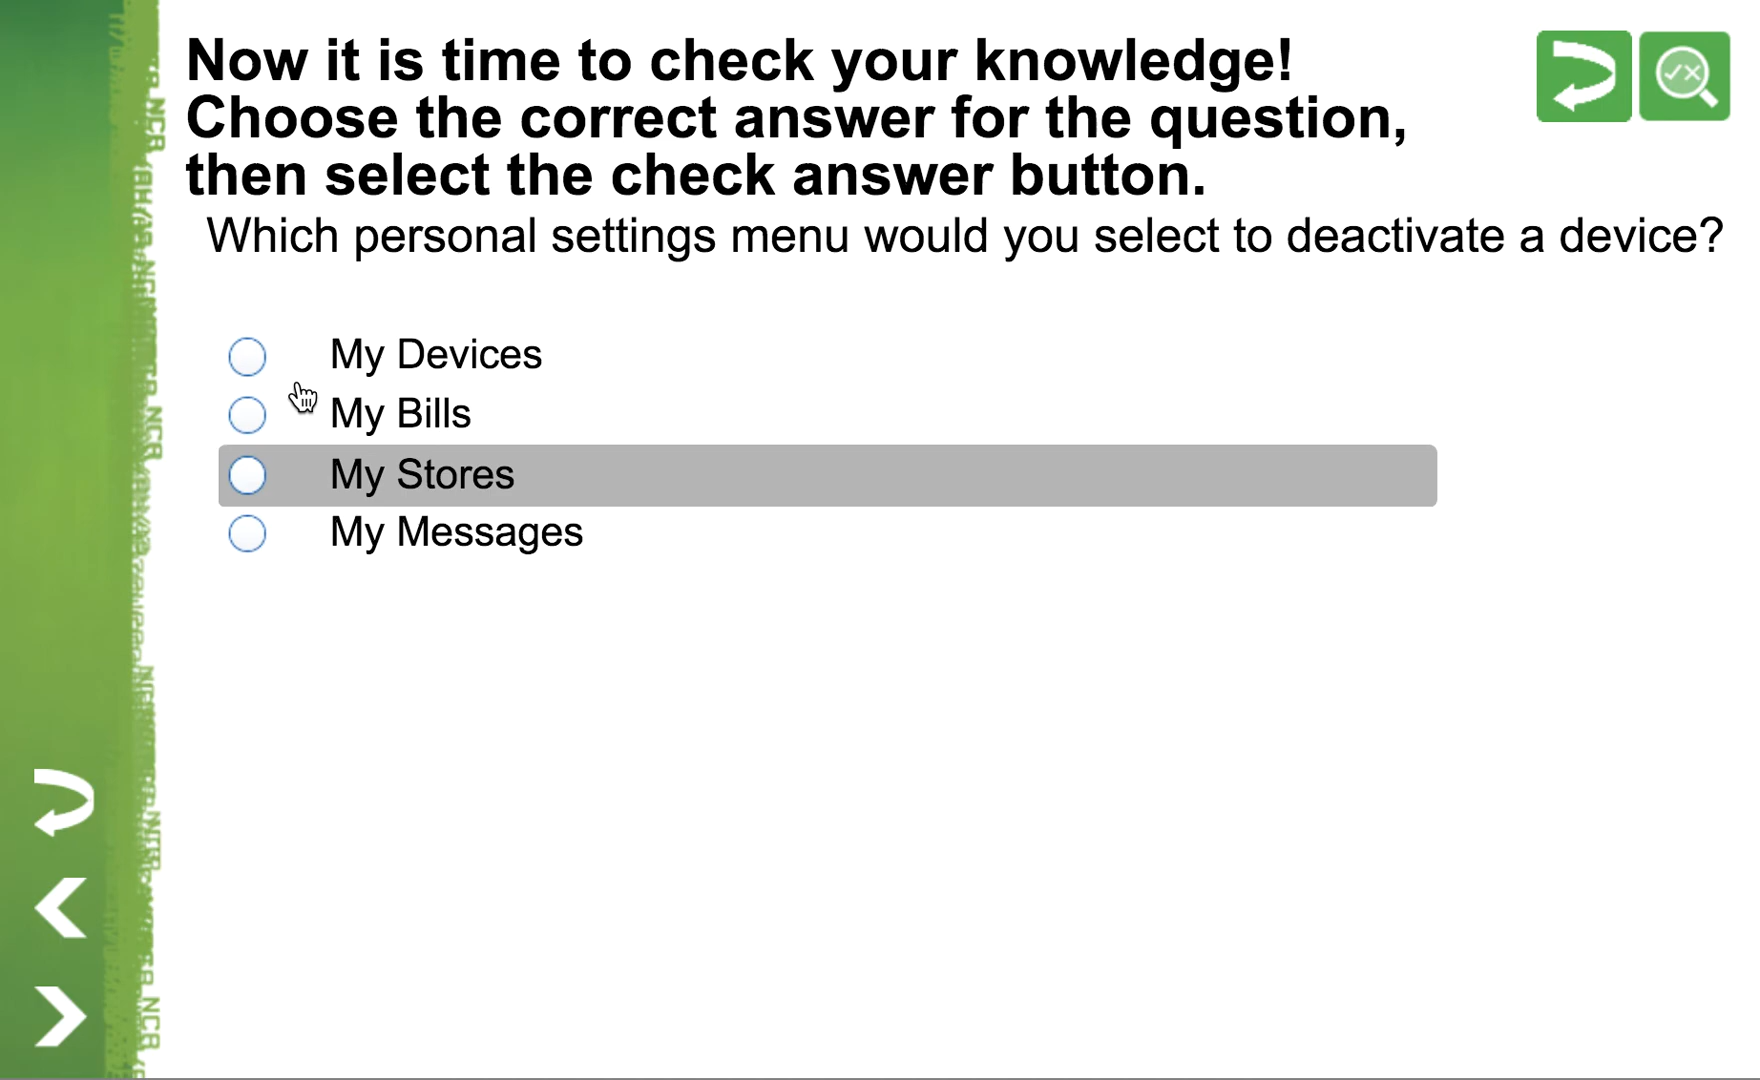 Now it is time to check your knowledge!
Choose the correct answer for the question,
then select the check answer button.
Which personal settings menu would you select to deactivate a device?
My Devices
My Bills
My Stores
My Messages